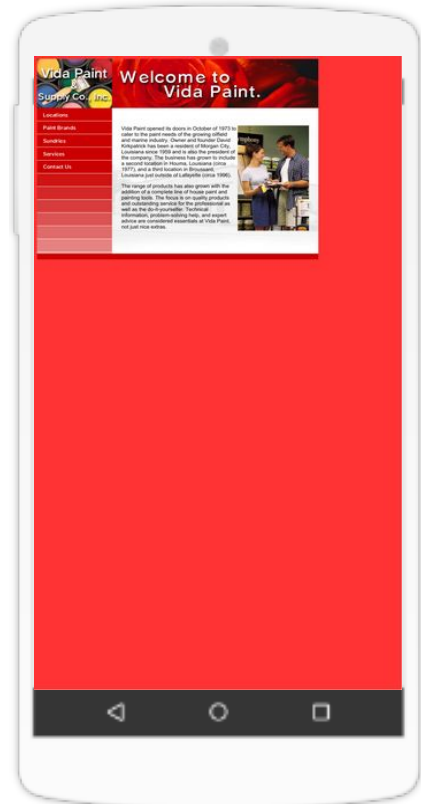 Vida Paint
&
Supply Co., Inc.
Welcome to
Vida Paint.
Locations
Paint Brands
Sundries
Services
Contact Us
Vida Paint opened its doors in October of 1973 to
cater to the paint needs of the growing oilfield
and marine industry. Owner and founder David
Kirkpatrick has been a resident of Morgan City,
Louisiana since 1959 and is also the president of
the company. The business has grown to include
a second location in Houma, Louisiana (circa
1977), and a third location in Broussard,
Louisiana just outside of Lafayette (circa 1996).
The range of products has also grown with the
addition of a complete line of house paint and
painting tools. The focus is on quality products
and outstanding service for the professional as
well as the do-it-yourselfer. Technical
information, problem-solving help, and expert
advice are considered essentials at Vida Paint,
not just nice extras.